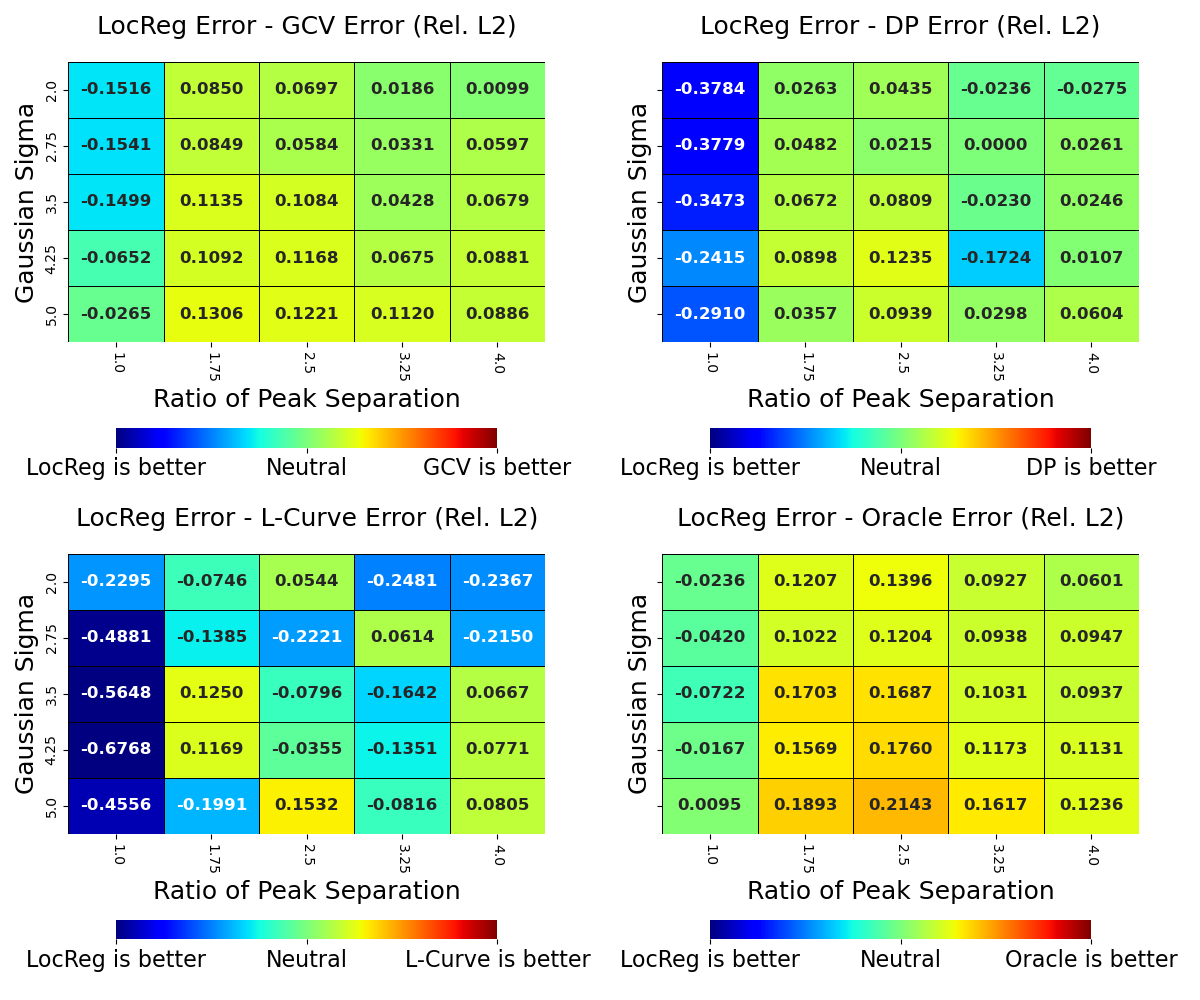 LocReg Error - GCV Error (Rel. L2)
Gaussian Sigma
2.0 -0.1516 0.0850 0.0697 0.0186 0.0099
2.75 -0.1541 0.0849 0.0584 0.0331 0.0597
3.5 -0.1499 0.1135 0.1084 0.0428 0.0679
4.25 -0.0652 0.1092 0.1168 0.0675 0.0881
5.0 -0.0265 0.1306 0.1221 0.1120 0.0886
1.0 1.75 2.5 3.25 4.0
Ratio of Peak Separation
LocReg is better Neutral GCV is better
LocReg Error - DP Error (Rel. L2)
Gaussian Sigma
-0.3784 0.0263 0.0435 -0.0236 -0.0275
-0.3779 0.0482 0.0215 0.0000 0.0261
-0.3473 0.0672 0.0809 -0.0230 0.0246
-0.2415 0.0898 0.1235 -0.1724 0.0107
-0.2910 0.0357 0.0939 0.0298 0.0604
1.0 1.75 2.5 3.25 4.0
Ratio of Peak Separation
LocReg is better Neutral DP is better
LocReg Error - L-Curve Error (Rel. L2)
Gaussian Sigma
2.0 -0.2295 -0.0746 0.0544 -0.2481 -0.2367
2.75 -0.4881 -0.1385 -0.2221 0.0614 -0.2150
3.5 -0.5648 0.1250 -0.0796 -0.1642 0.0667
4.25 -0.6768 0.1169 -0.0355 -0.1351 0.0771
5.0 -0.4556 -0.1991 0.1532 -0.0816 0.0805
1.0 1.75 2.5 3.25 4.0
Ratio of Peak Separation
LocReg is better Neutral L-Curve is better
LocReg Error - Oracle Error (Rel. L2)
Gaussian Sigma
-0.0236 0.1207 0.1396 0.0927 0.0601
-0.0420 0.1022 0.1204 0.0938 0.0947
-0.0722 0.1703 0.1687 0.1031 0.0937
-0.0167 0.1569 0.1760 0.1173 0.1131
0.0095 0.1893 0.2143 0.1617 0.1236
1.0 1.75 2.5 3.25 4.0
Ratio of Peak Separation
LocReg is better Neutral Oracle is better